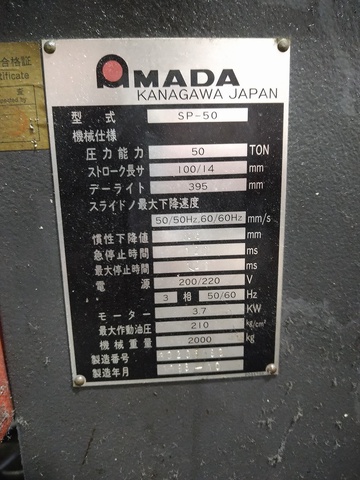 合格証
tificate
AMADA
KANAGAWA JAPAN
型式 SP-50
機械仕様
圧力能力 50 TON
ストローク長サ 100/14 mm
デーライト 395 mm
スライドノ最大下降速度
50/50Hz,60/60Hz mm/s
慣性下降値 mm
急停止時間 ms
最大停止時間 ms
電源 200/220 V
3 相 50/60 Hz
モーター 3.7 KW
最大作動油圧 210 kg/cm²
機械重量 2000 kg
製造番号
製造年月